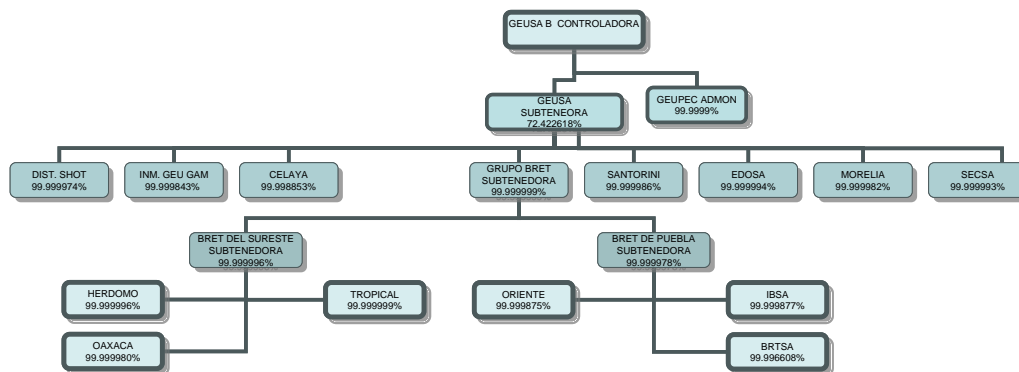 GEUSA B CONTROLADORA
GEUSA
SUBTENEORA
72.422618%
GEUPEC ADMON
99.9999%
DIST. SHOT
99.999974%
INM. GEU GAM
99.999843%
CELAYA
99.998853%
GRUPO BRET
SUBTENEDORA
99.999999%
SANTORINI
99.999986%
EDOSA
99.999994%
MORELIA
99.999982%
SECSA
99.999993%
BRET DEL SURESTE
SUBTENEDORA
99.999996%
BRET DE PUEBLA
SUBTENEDORA
99.999978%
HERDOMO
99.999996%
TROPICAL
99.999999%
ORIENTE
99.999875%
IBSA
99.999877%
OAXACA
99.999980%
BRTSA
99.996608%